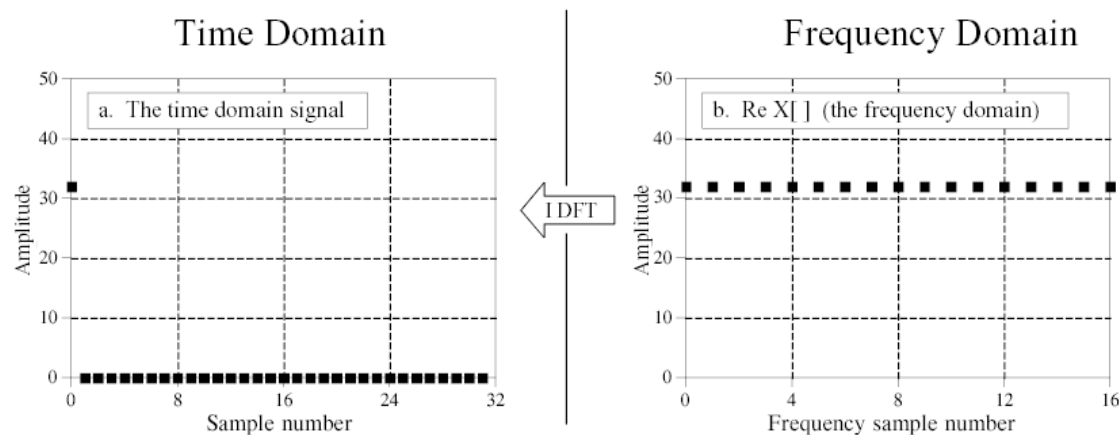 Time Domain
50
a. The time domain signal
40
30
20
10
0
0 8 16 24 32
Sample number
Amplitude
I DFT
Frequency Domain
50
b. Re X[ ] (the frequency domain)
40
30
20
10
0
0 4 8 12 16
Frequency sample number
Amplitude